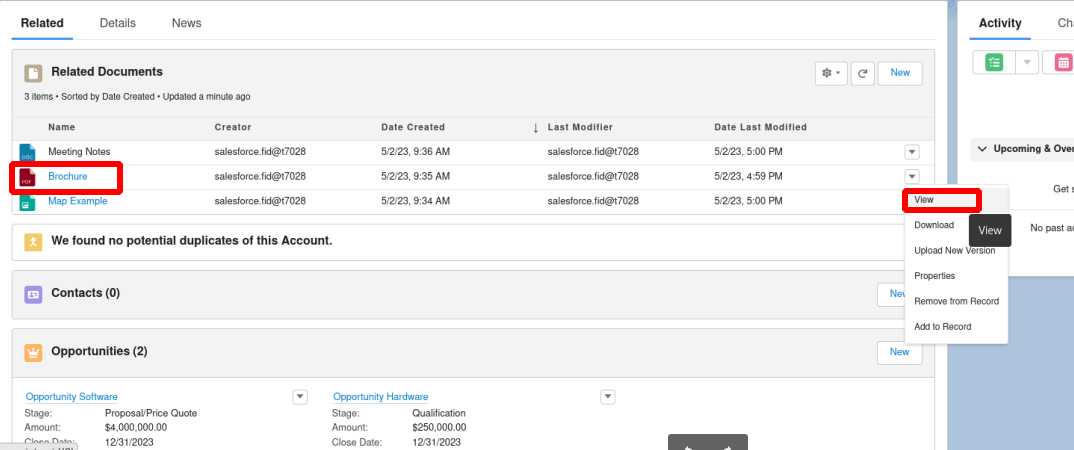 Related Details News
Activity Ch
Related Documents
New
3 items • Sorted by Date Created • Updated a minute ago
Name Creator Date Created ↓ Last Modifier Date Last Modified
DOC Meeting Notes salesforce.fid@t7028 5/2/23, 9:36 AM salesforce.fid@t7028 5/2/23, 5:00 PM
Upcoming & Over
PDF Brochure salesforce.fid@t7028 5/2/23, 9:35 AM salesforce.fid@t7028 5/2/23, 4:59 PM
Map Example salesforce.fid@t7028 5/2/23, 9:34 AM salesforce.fid@t7028 5/2/23, 5:00 PM
View
Download
View
Upload New Version
Properties
Remove from Record
Add to Record
Get s
No past ac
We found no potential duplicates of this Account.
Contacts (0)
New
Opportunities (2)
New
Opportunity Software
Stage: Proposal/Price Quote
Amount: $4,000,000.00
Close Date: 12/31/2023
Opportunity Hardware
Stage: Qualification
Amount: $250,000.00
Close Date: 12/31/2023